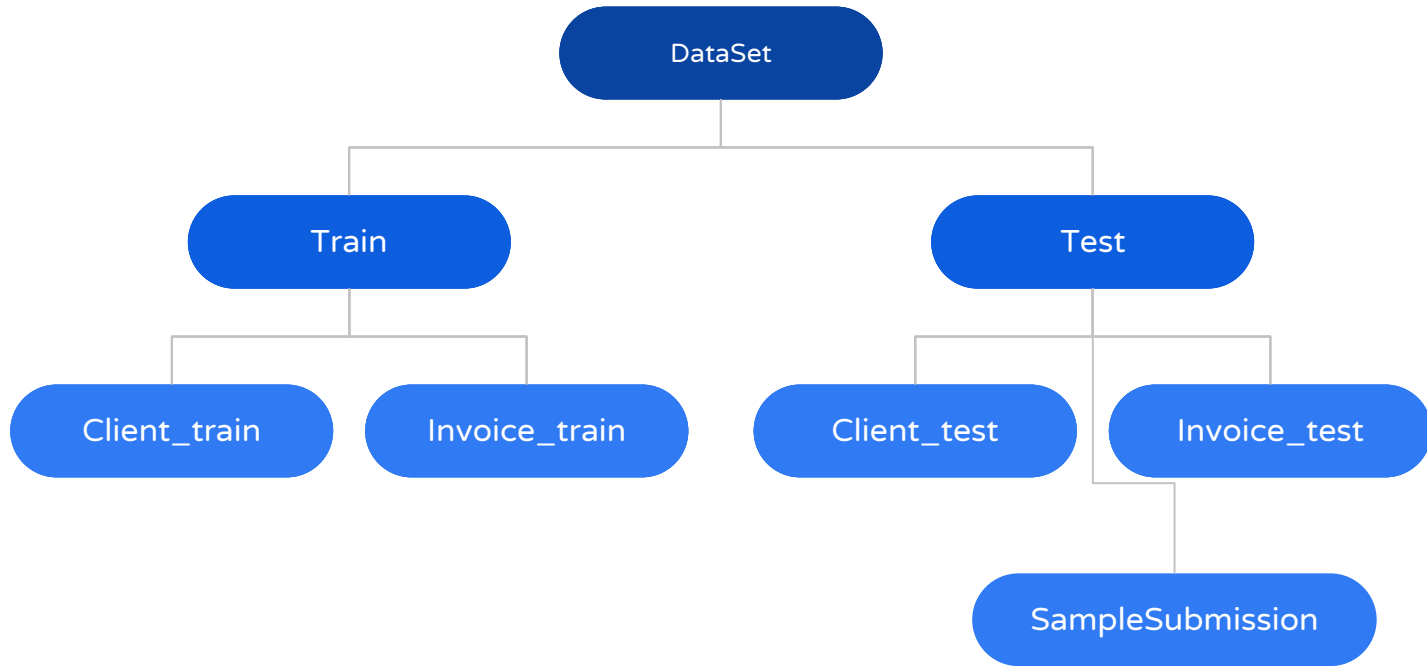 DataSet
Train
Test
Client_train
Invoice_train
Client_test
Invoice_test
SampleSubmission